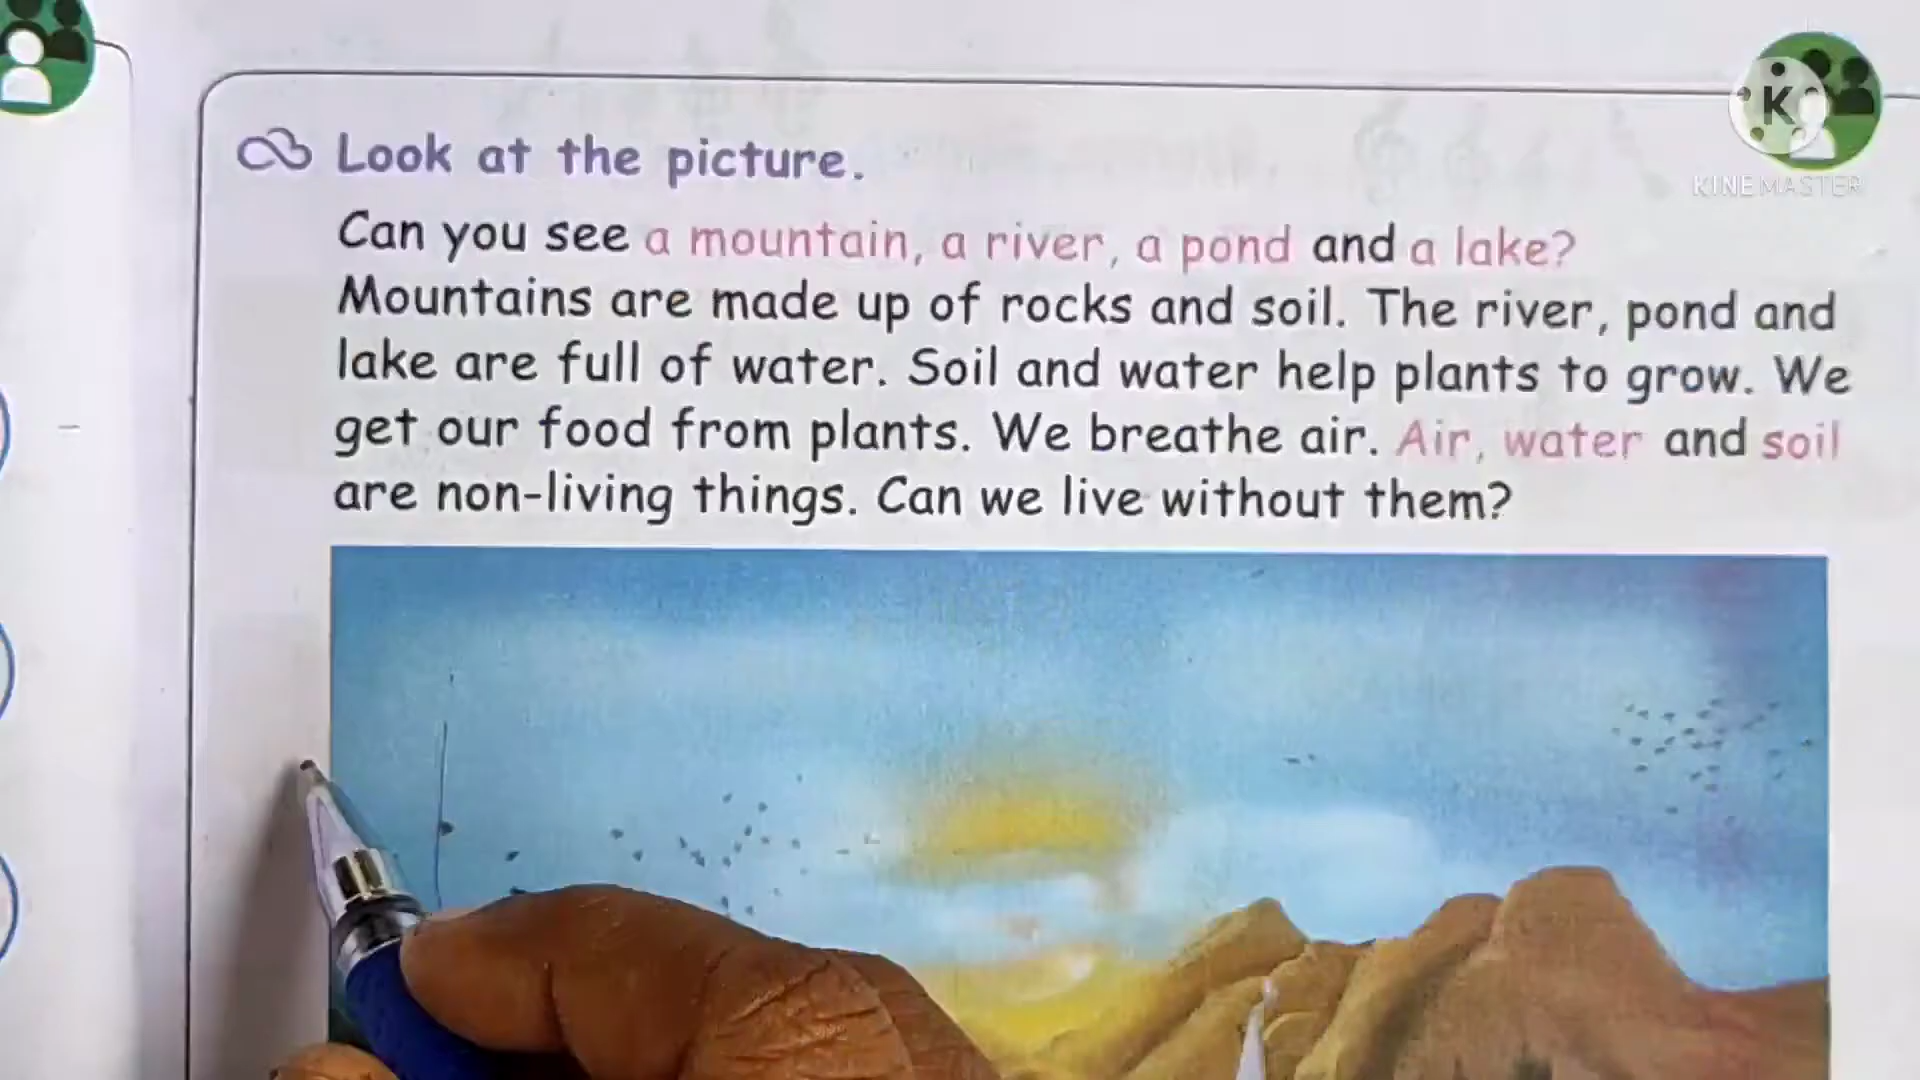 Look at the picture.
Can you see a mountain, a river, a pond and a lake?
Mountains are made up of rocks and soil. The river, pond and
lake are full of water. Soil and water help plants to grow. We
get our food from plants. We breathe air. Air, water and soil
are non-living things. Can we live without them?
K
KINEMASTER